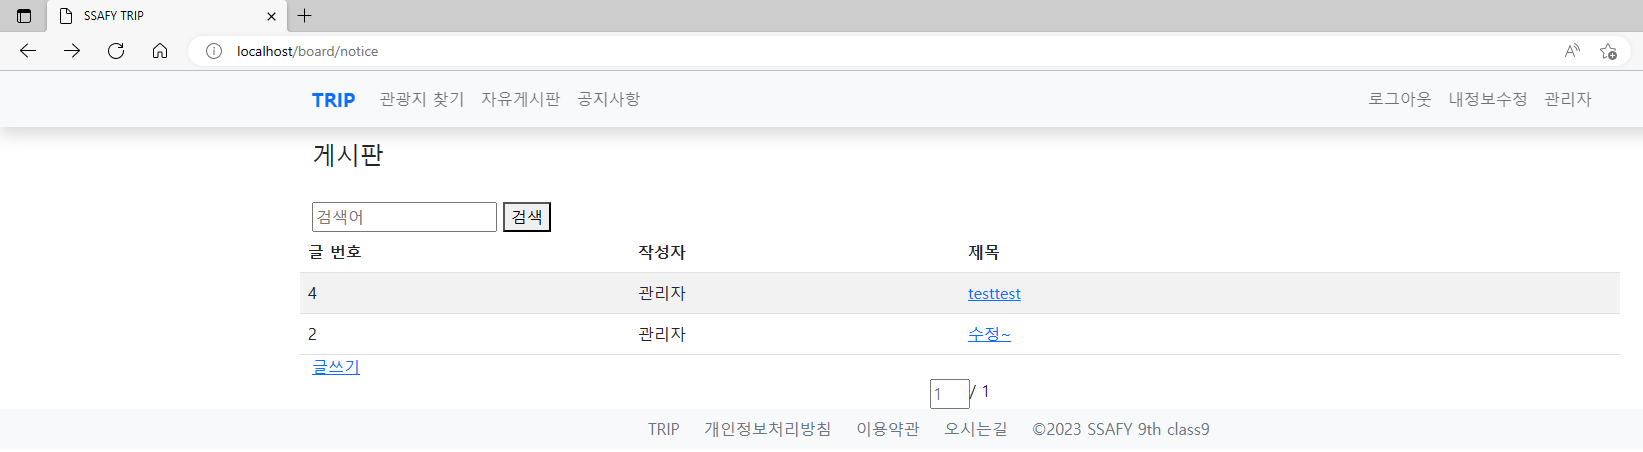 SSAFY TRIP
localhost/board/notice
TRIP 관광지 찾기 자유게시판 공지사항 로그아웃 내정보수정 관리자
게시판
검색어 검색
글 번호 작성자 제목
4 관리자 testtest
2 관리자 수정~
글쓰기
1 / 1
TRIP 개인정보처리방침 이용약관 오시는길 ©2023 SSAFY 9th class9